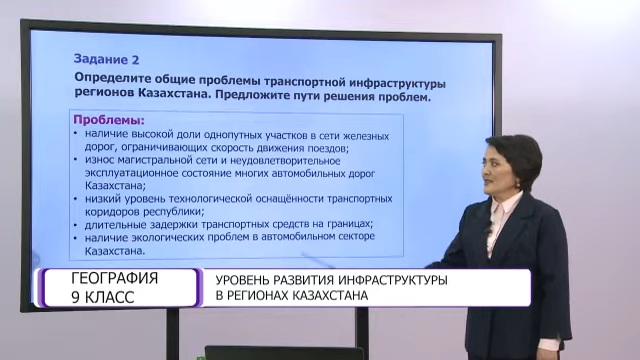 Задание 2
Определите общие проблемы транспортной инфраструктуры
регионов Казахстана. Предложите пути решения проблем.
Проблемы:
• наличие высокой доли однопутных участков в сети железных
дорог, ограничивающих скорость движения поездов;
• износ магистральной сети и неудовлетворительное
эксплуатационное состояние многих автомобильных дорог
Казахстана;
• низкий уровень технологической оснащённости транспортных
коридоров республики;
• длительные задержки транспортных средств на границах;
• наличие экологических проблем в автомобильном секторе
Казахстана.
ГЕОГРАФИЯ
9 КЛАСС
УРОВЕНЬ РАЗВИТИЯ ИНФРАСТРУКТУРЫ
В РЕГИОНАХ КАЗАХСТАНА